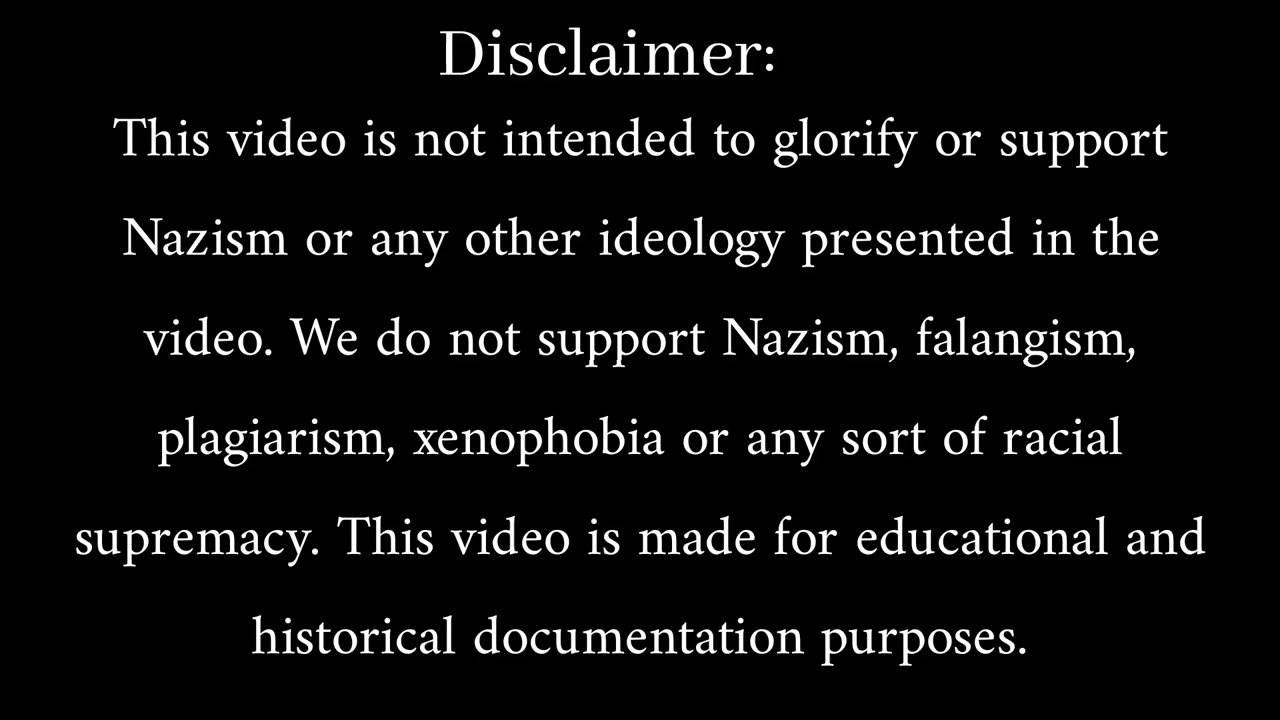 Disclaimer:
This video is not intended to glorify or support
Nazism or any other ideology presented in the
video. We do not support Nazism, falangism,
plagiarism, xenophobia or any sort of racial
supremacy. This video is made for educational and
historical documentation purposes.